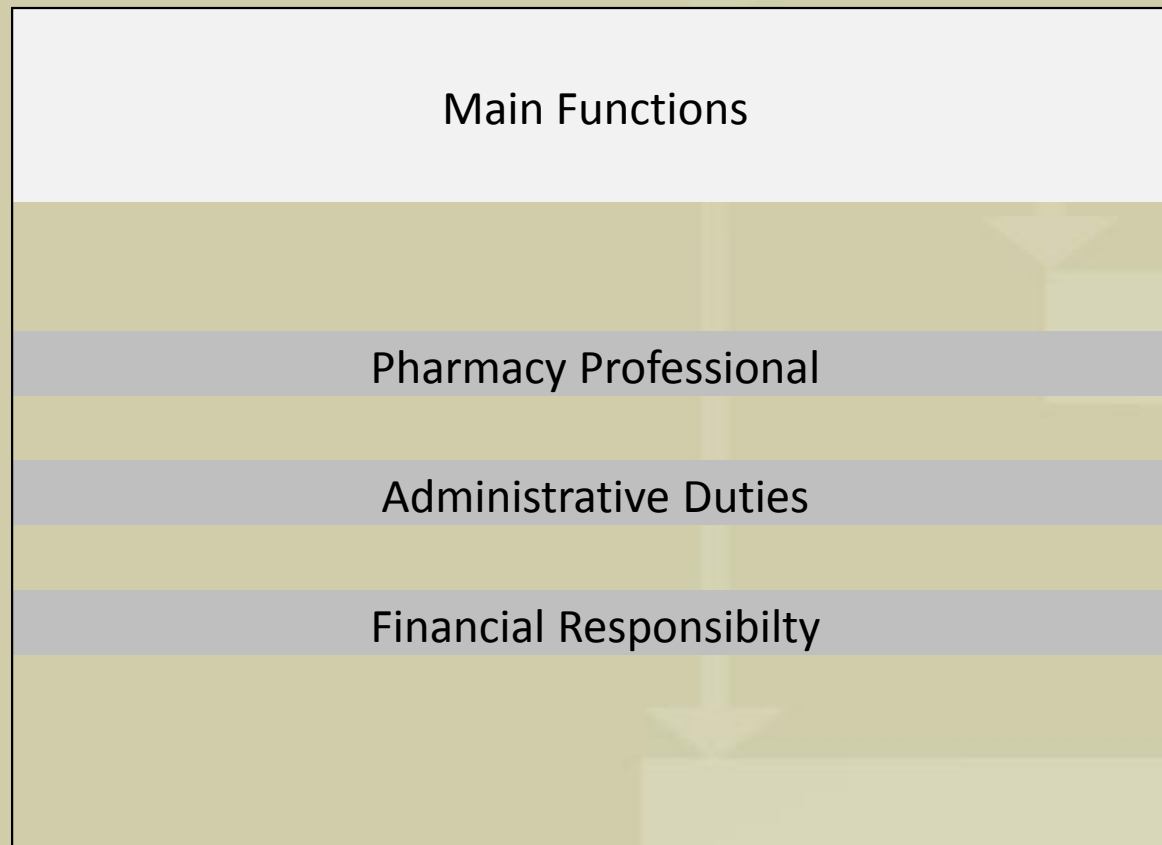 Main Functions
Pharmacy Professional
Administrative Duties
Financial Responsibilty